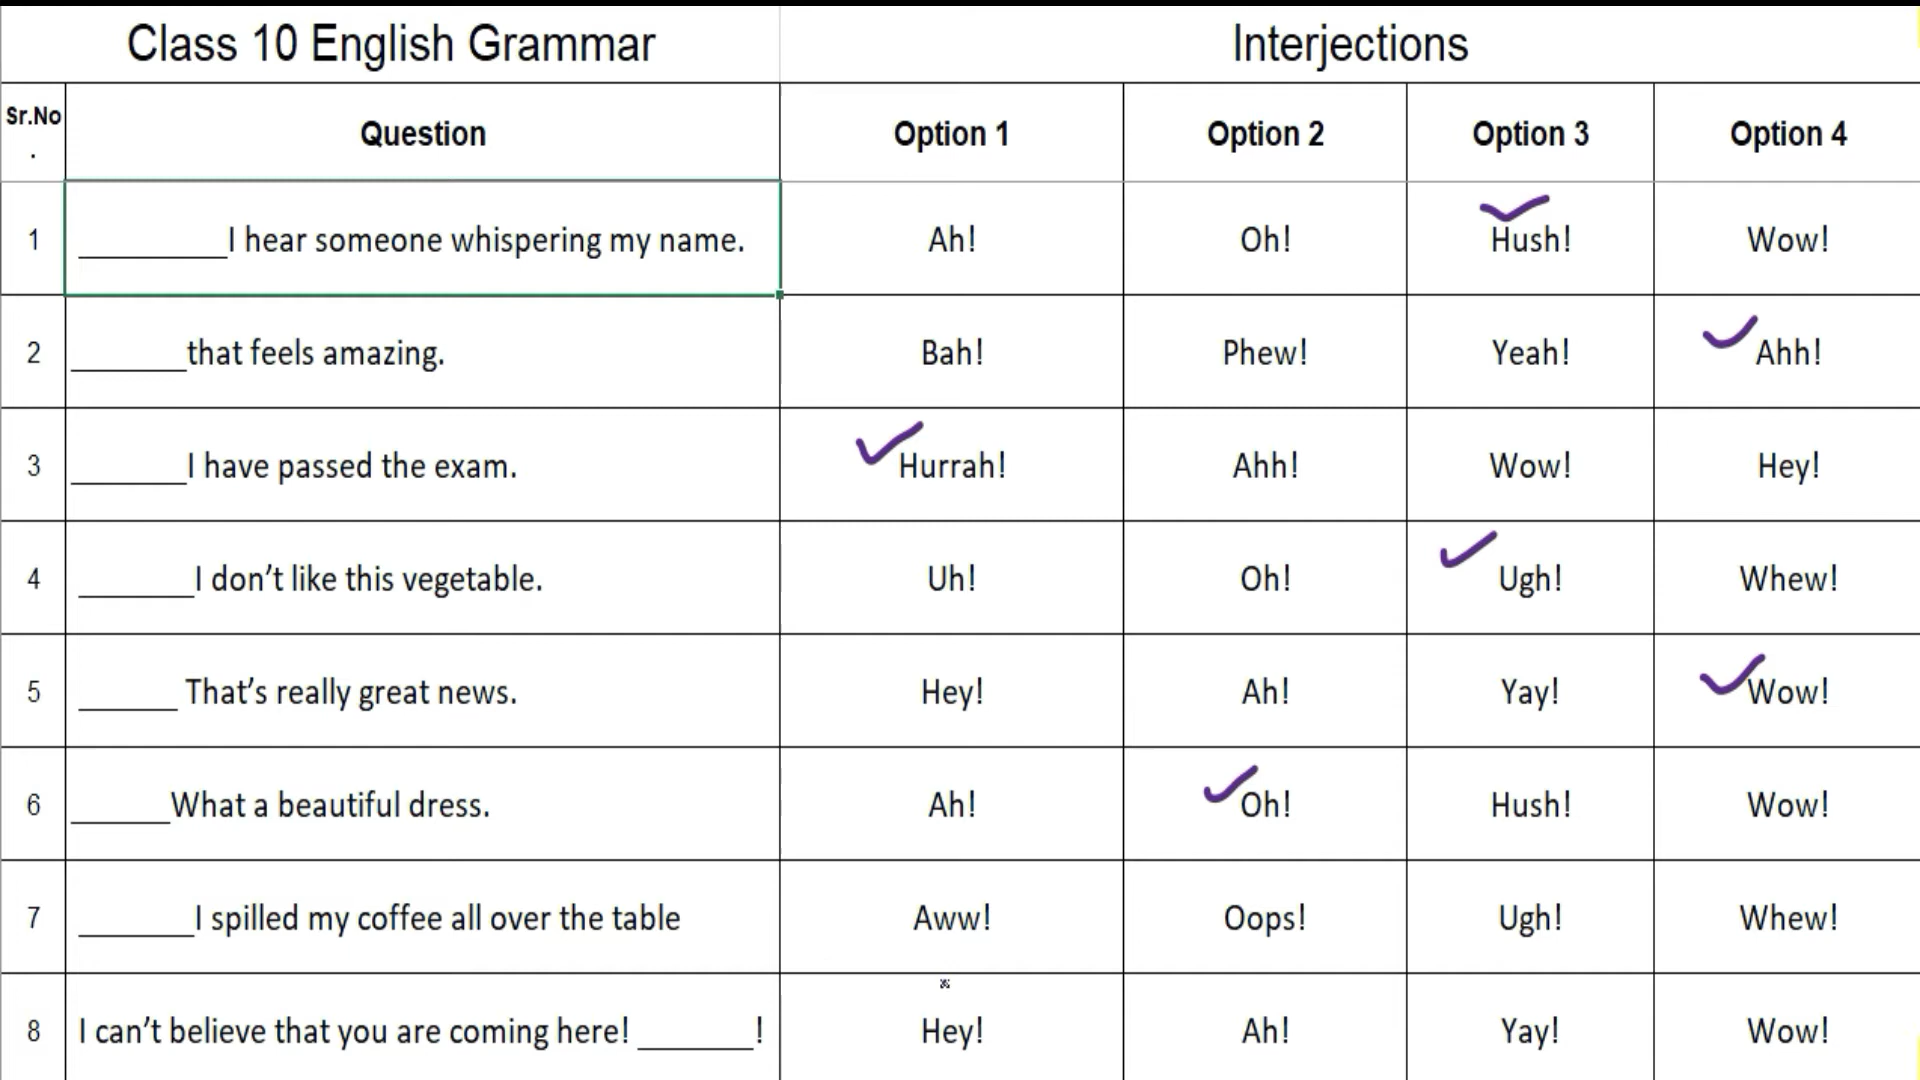 Class 10 English Grammar Interjections
Sr.No. Question Option 1 Option 2 Option 3 Option 4
1 _________I hear someone whispering my name. Ah! Oh! Hush! Wow!
2 _______that feels amazing. Bah! Phew! Yeah! Ahh!
3 _______I have passed the exam. Hurrah! Ahh! Wow! Hey!
4 _______I don’t like this vegetable. Uh! Oh! Ugh! Whew!
5 ______ That’s really great news. Hey! Ah! Yay! Wow!
6 ______What a beautiful dress. Ah! Oh! Hush! Wow!
7 _______I spilled my coffee all over the table Aww! Oops! Ugh! Whew!
8 I can’t believe that you are coming here! _______! Hey! Ah! Yay! Wow!